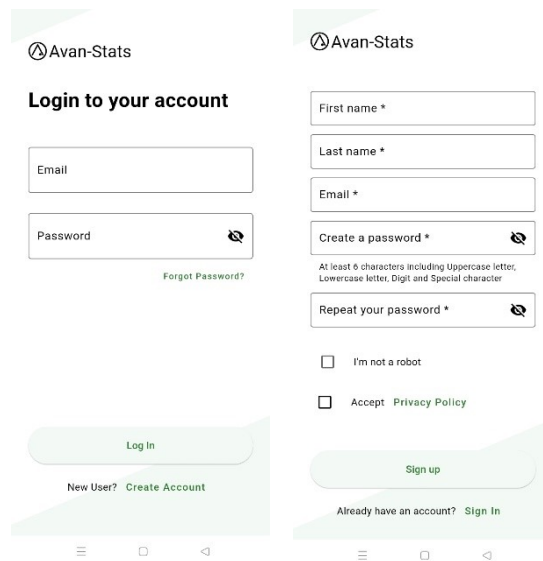 Avan-Stats
Login to your account
Email
Password
Forgot Password?
Log In
New User? Create Account
Avan-Stats
First name *
Last name *
Email *
Create a password *
At least 6 characters including Uppercase letter,
Lowercase letter, Digit and Special character
Repeat your password *
I'm not a robot
Accept Privacy Policy
Sign up
Already have an account? Sign In